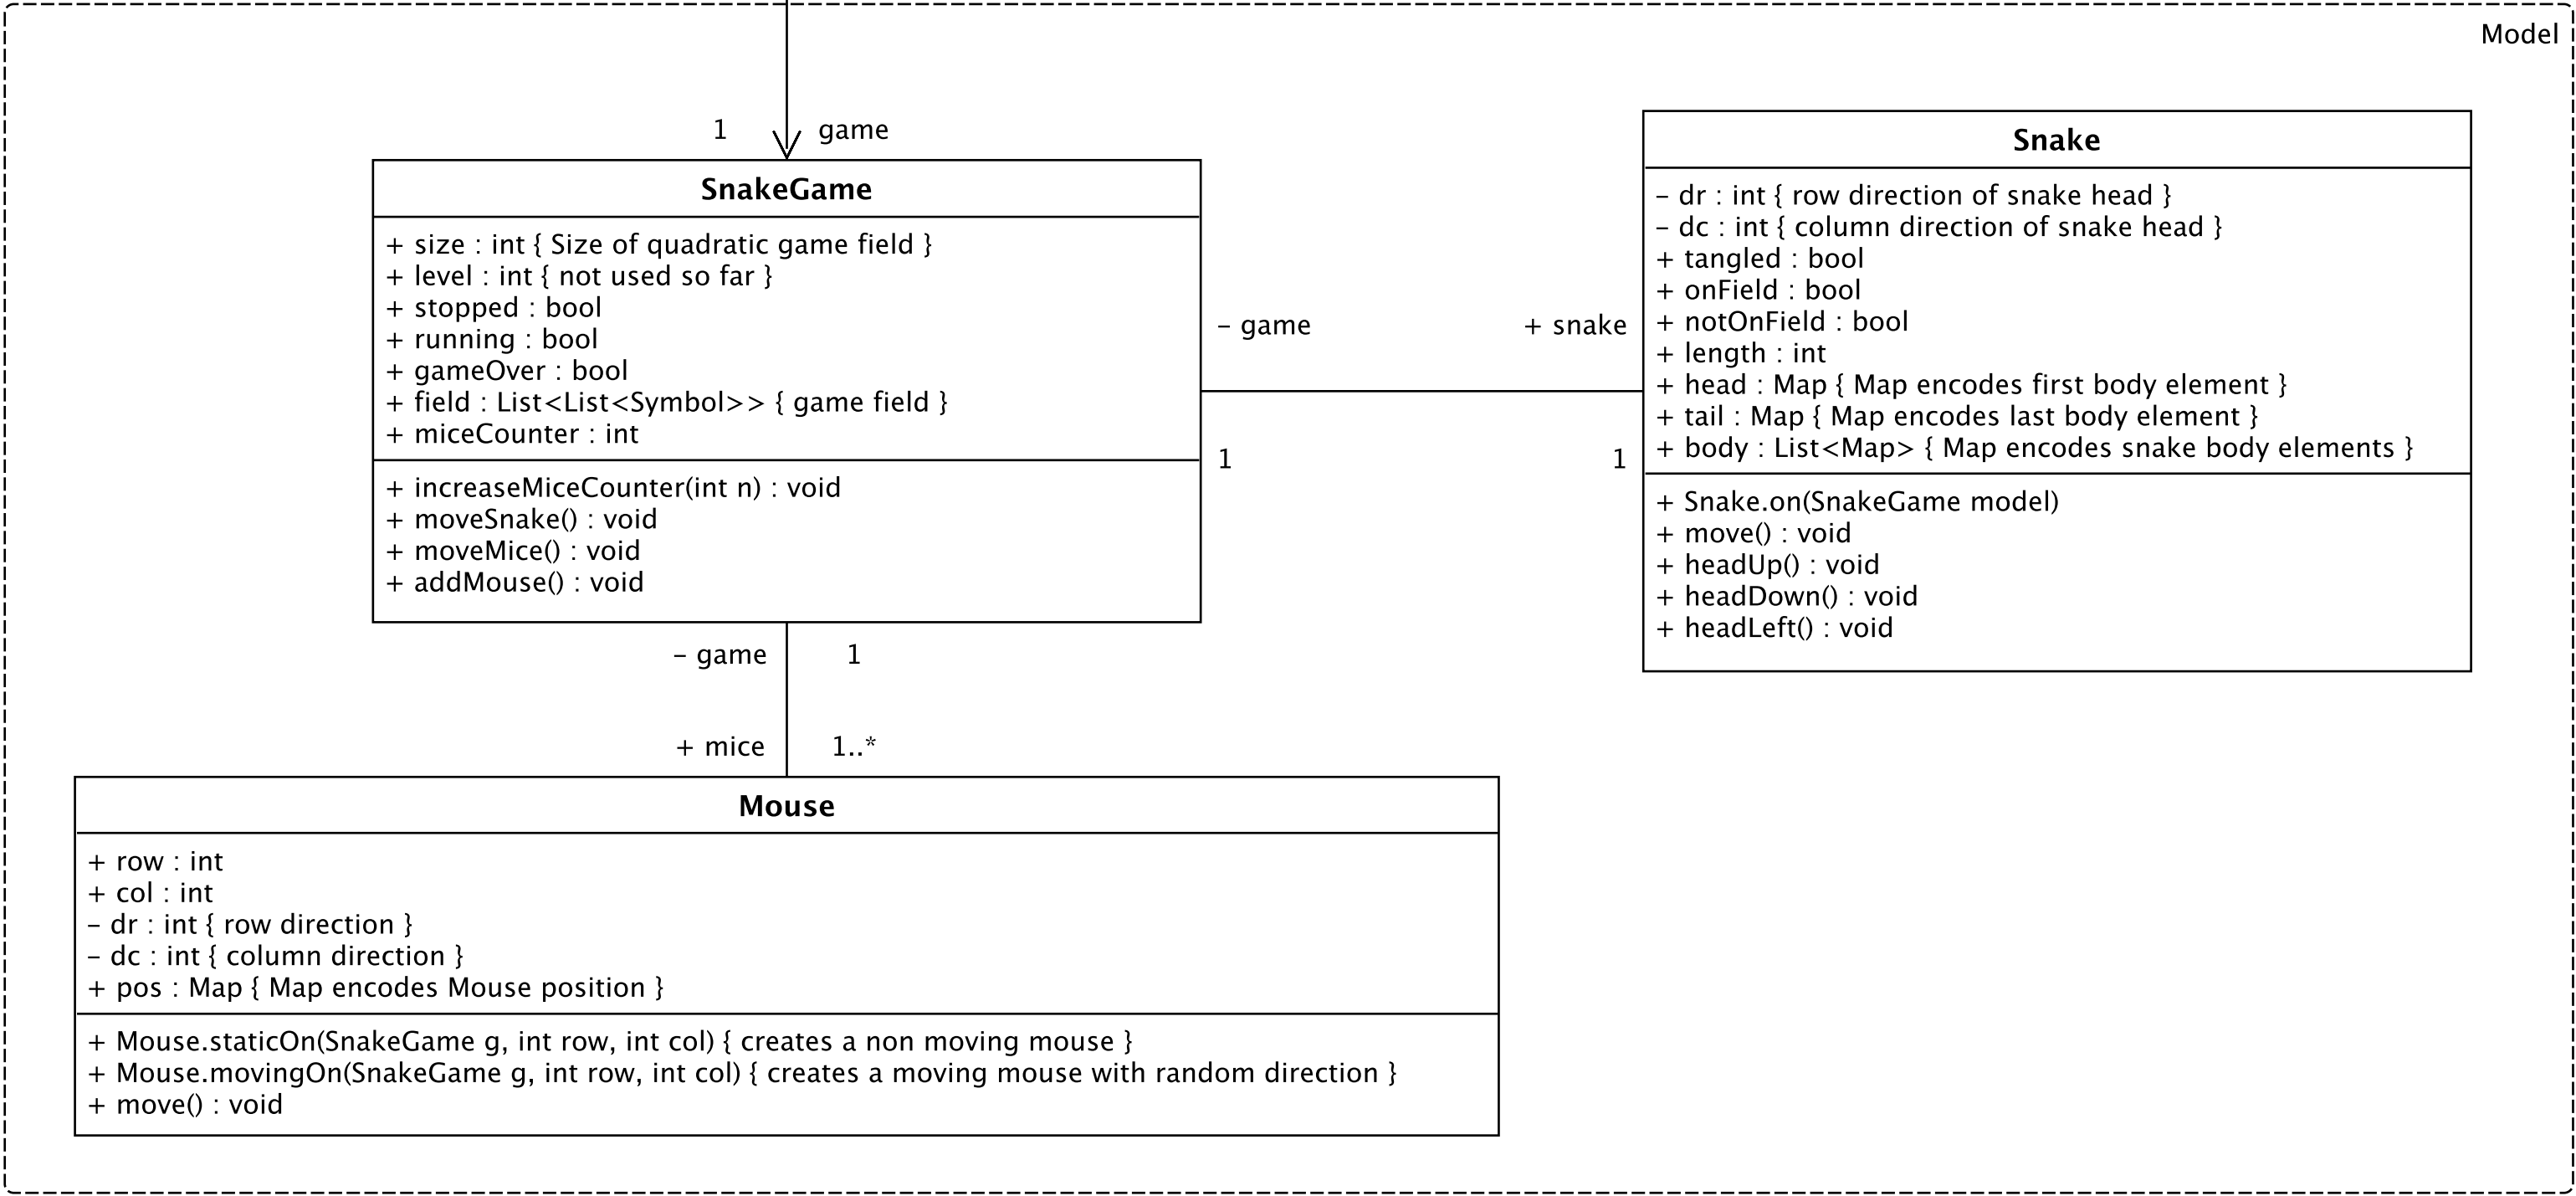 Model
1 game
SnakeGame
+ size : int { Size of quadratic game field }
+ level : int { not used so far }
+ stopped : bool
+ running : bool
+ gameOver : bool
+ field : List<List<Symbol>> { game field }
+ miceCounter : int
+ increaseMiceCounter(int n) : void
+ moveSnake() : void
+ moveMice() : void
+ addMouse() : void
- game + snake
1 1
Snake
- dr : int { row direction of snake head }
- dc : int { column direction of snake head }
+ tangled : bool
+ onField : bool
+ notOnField : bool
+ length : int
+ head : Map { Map encodes first body element }
+ tail : Map { Map encodes last body element }
+ body : List<Map> { Map encodes snake body elements }
+ Snake.on(SnakeGame model)
+ move() : void
+ headUp() : void
+ headDown() : void
+ headLeft() : void
- game 1
+ mice 1..*
Mouse
+ row : int
+ col : int
- dr : int { row direction }
- dc : int { column direction }
+ pos : Map { Map encodes Mouse position }
+ Mouse.staticOn(SnakeGame g, int row, int col) { creates a non moving mouse }
+ Mouse.movingOn(SnakeGame g, int row, int col) { creates a moving mouse with random direction }
+ move() : void